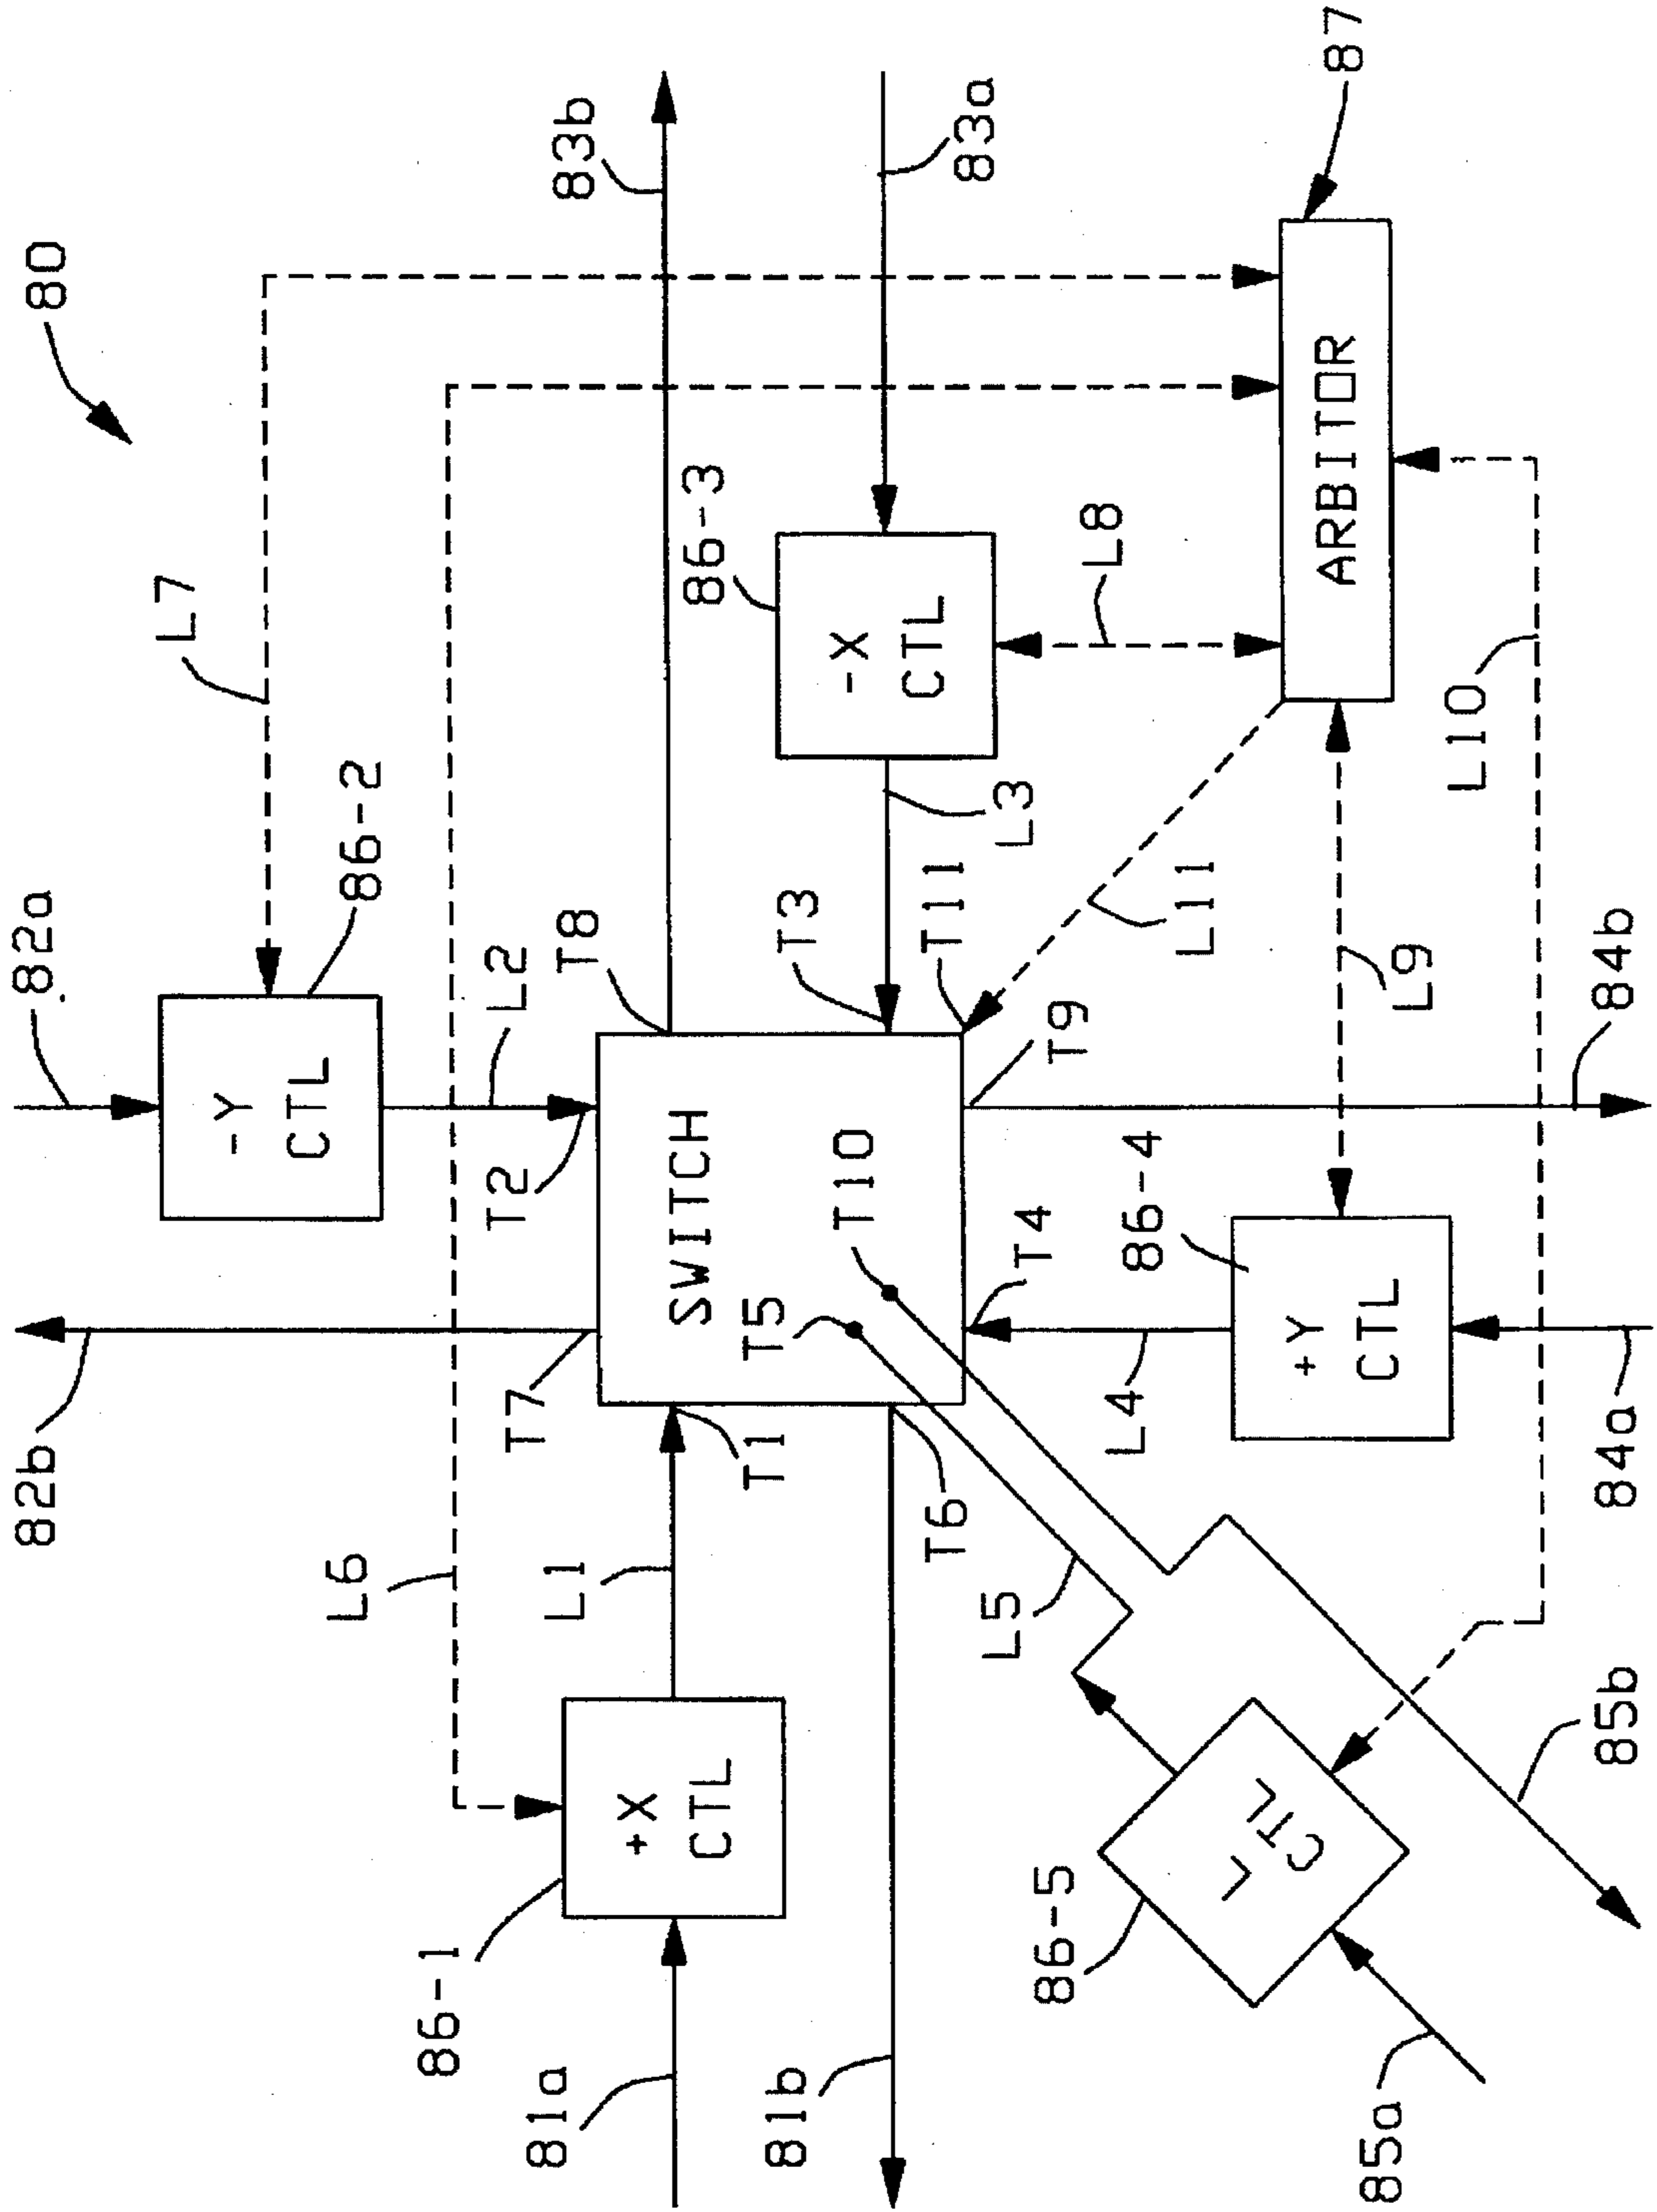 80
82a
82b
L7
-Y
CTL
86-2
L6
L2
T2
T7
T8
83b
86-1
81a
+X
CTL
L1
T1
SWITCH
T5
T10
T3
L3
-X
CTL
86-3
83a
81b
T6
T11
T4
T9
L8
L11
L5
L4
86-4
+Y
CTL
L9
ARBITOR
87
86-5
L
CTL
85a
85b
84a
84b
L10